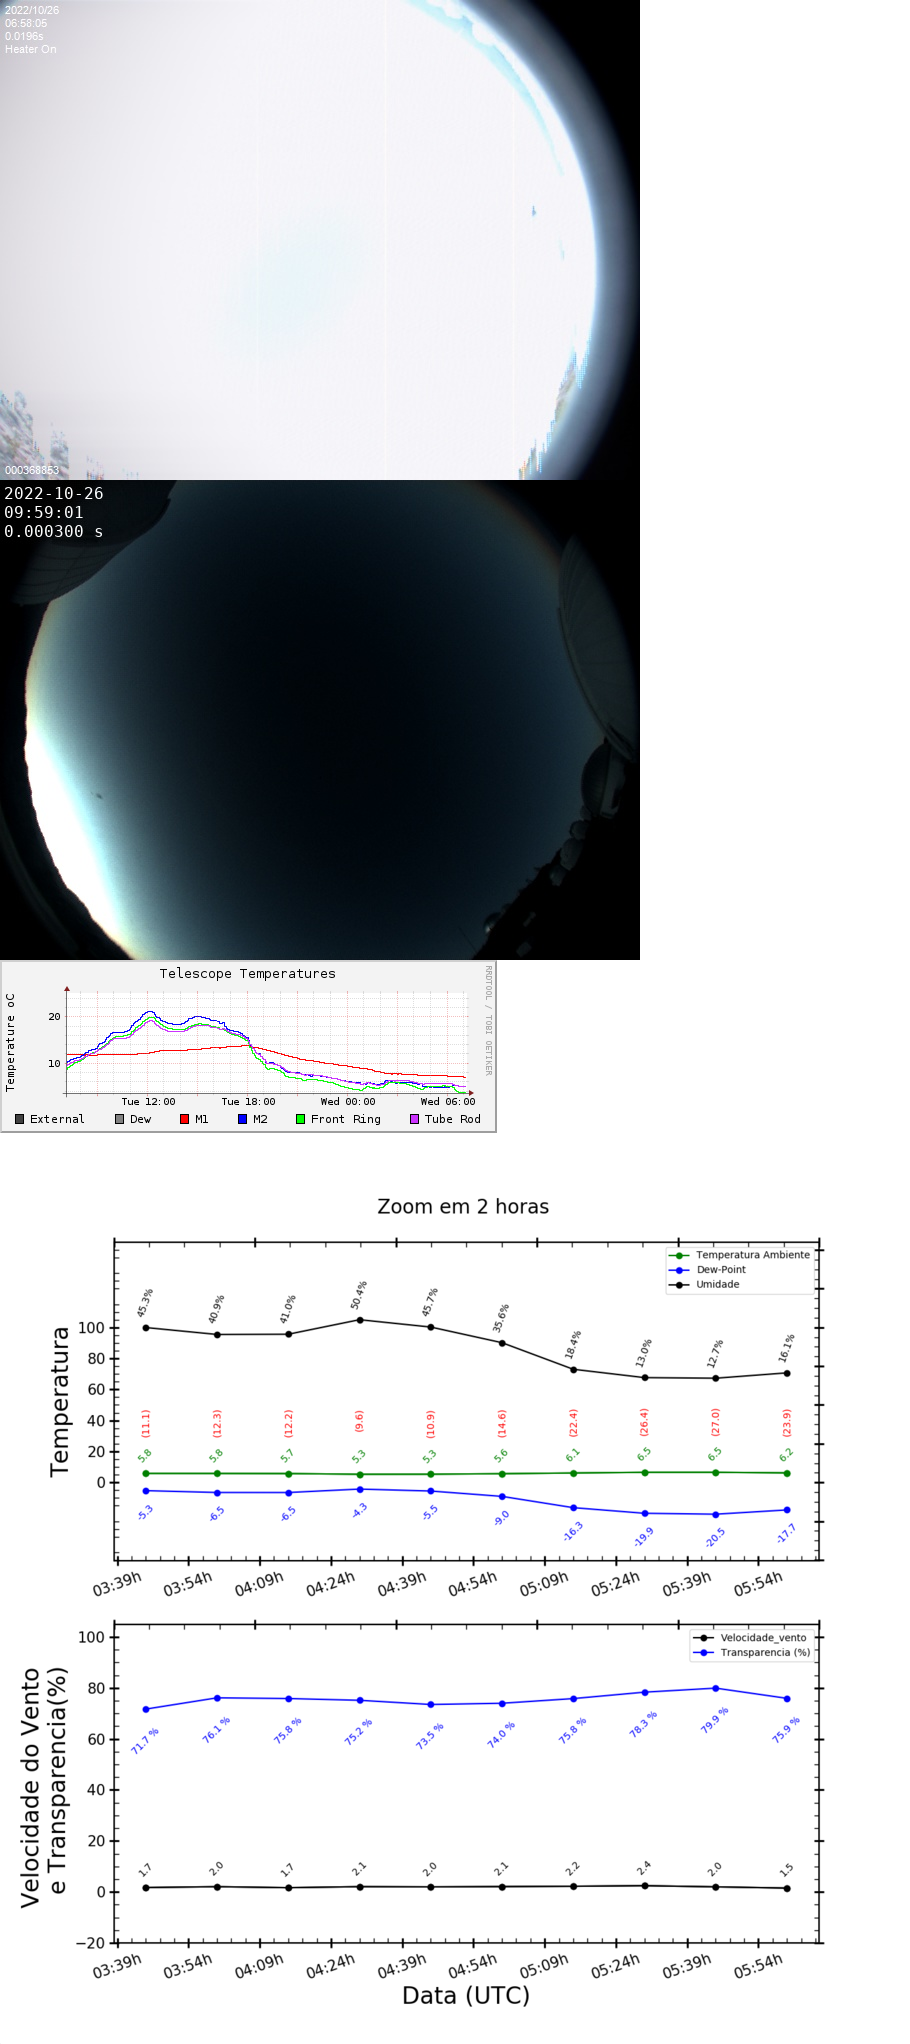 2022/10/26
06:58:05
0.0196s
Heater On
000368853
2022-10-26
09:59:01
0.000300 s
Telescope Temperatures
Temperature oC
RRDTOOL / TOBI OETIKER
20
10
Tue 12:00 Tue 18:00 Wed 00:00 Wed 06:00
External Dew M1 M2 Front Ring Tube Rod
Zoom em 2 horas
Temperatura
Temperatura Ambiente
Dew-Point
Umidade
100
80
60
40
20
0
45.3% 40.9% 41.0% 50.4% 45.7% 35.6% 18.4% 13.0% 12.7% 16.1%
(11.1) (12.3) (12.2) (9.6) (10.9) (14.6) (22.4) (26.4) (27.0) (23.9)
5.8 5.8 5.7 5.3 5.3 5.6 6.1 6.5 6.5 6.2
-5.3 -6.5 -6.5 -4.3 -5.5 -9.0 -16.3 -19.9 -20.5 -17.7
03:39h 03:54h 04:09h 04:24h 04:39h 04:54h 05:09h 05:24h 05:39h 05:54h
Velocidade do Vento
e Transparencia(%)
Velocidade_vento
Transparencia (%)
100
80
60
40
20
0
−20
71.7 % 76.1 % 75.8 % 75.2 % 73.5 % 74.0 % 75.8 % 78.3 % 79.9 % 75.9 %
1.7 2.0 1.7 2.1 2.0 2.1 2.2 2.4 2.0 1.5
03:39h 03:54h 04:09h 04:24h 04:39h 04:54h 05:09h 05:24h 05:39h 05:54h
Data (UTC)